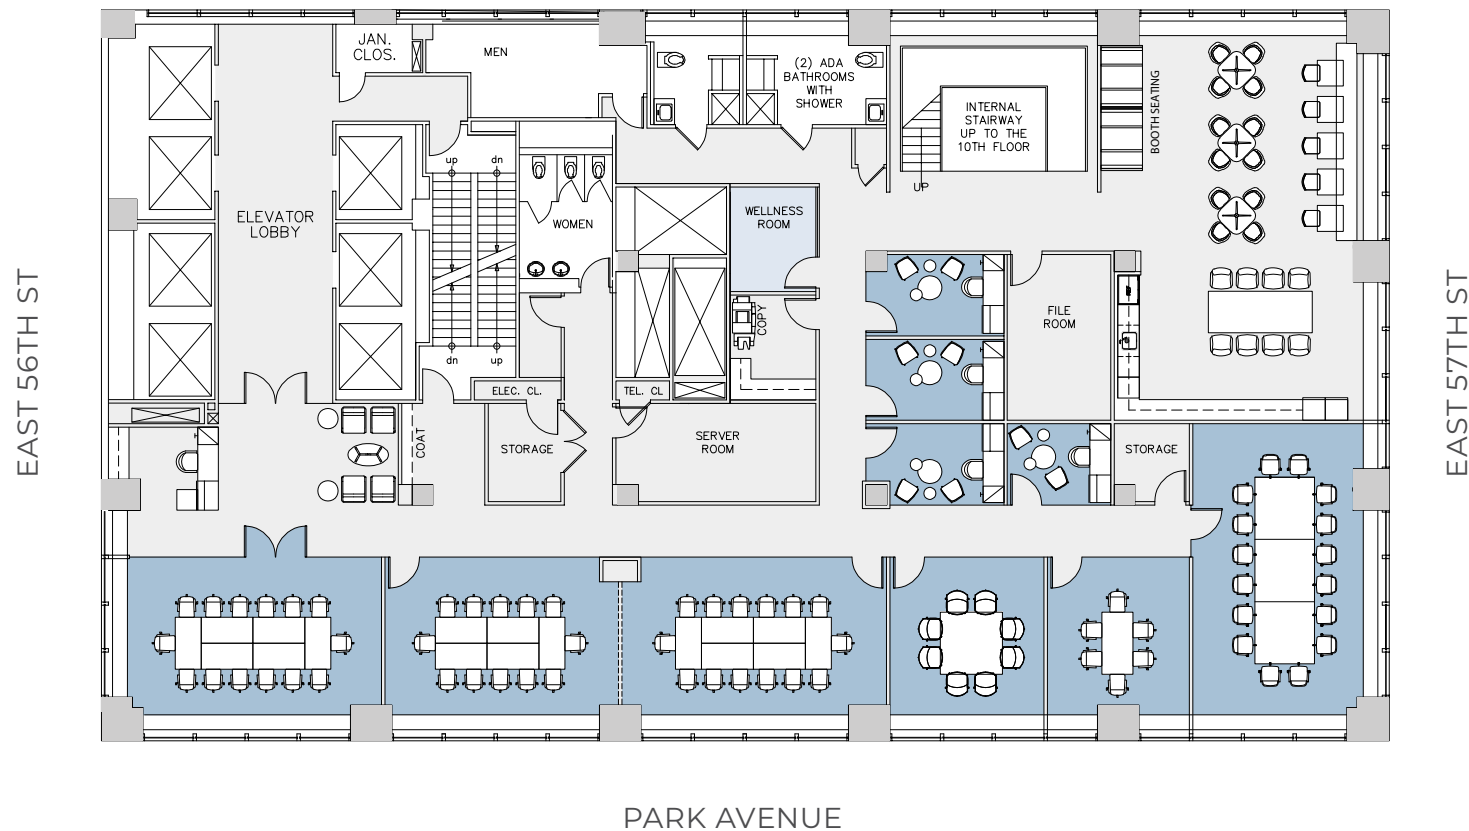 JAN.
CLOS.
MEN
(2) ADA
BATHROOMS
WITH
SHOWER
INTERNAL
STAIRWAY
UP TO THE
10TH FLOOR
UP
BOOTH SEATING
up
dn
ELEVATOR
LOBBY
WOMEN
WELLNESS
ROOM
EAST 56TH ST
EAST 57TH ST
COPY
FILE
ROOM
dn
up
ELEC. CL.
TEL. CL
COAT
STORAGE
SERVER
ROOM
STORAGE
PARK AVENUE